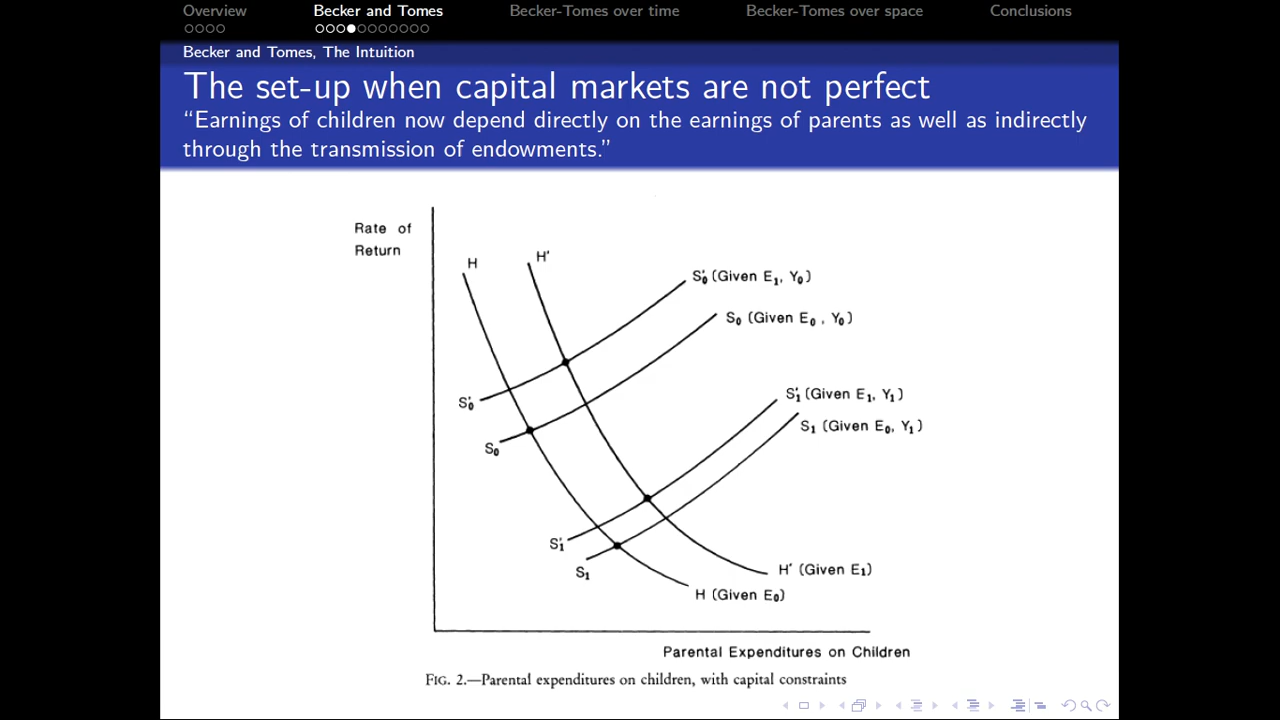 Overview Becker and Tomes Becker-Tomes over time Becker-Tomes over space Conclusions
Becker and Tomes, The Intuition
The set-up when capital markets are not perfect
“Earnings of children now depend directly on the earnings of parents as well as indirectly
through the transmission of endowments.”
Rate of
Return
H
H'
S'₀ (Given E₁, Y₀)
S₀ (Given E₀, Y₀)
S'₀
S₀
S'₁ (Given E₁, Y₁)
S₁ (Given E₀, Y₁)
S'₁
S₁
H' (Given E₁)
H (Given E₀)
Parental Expenditures on Children
FIG. 2.—Parental expenditures on children, with capital constraints